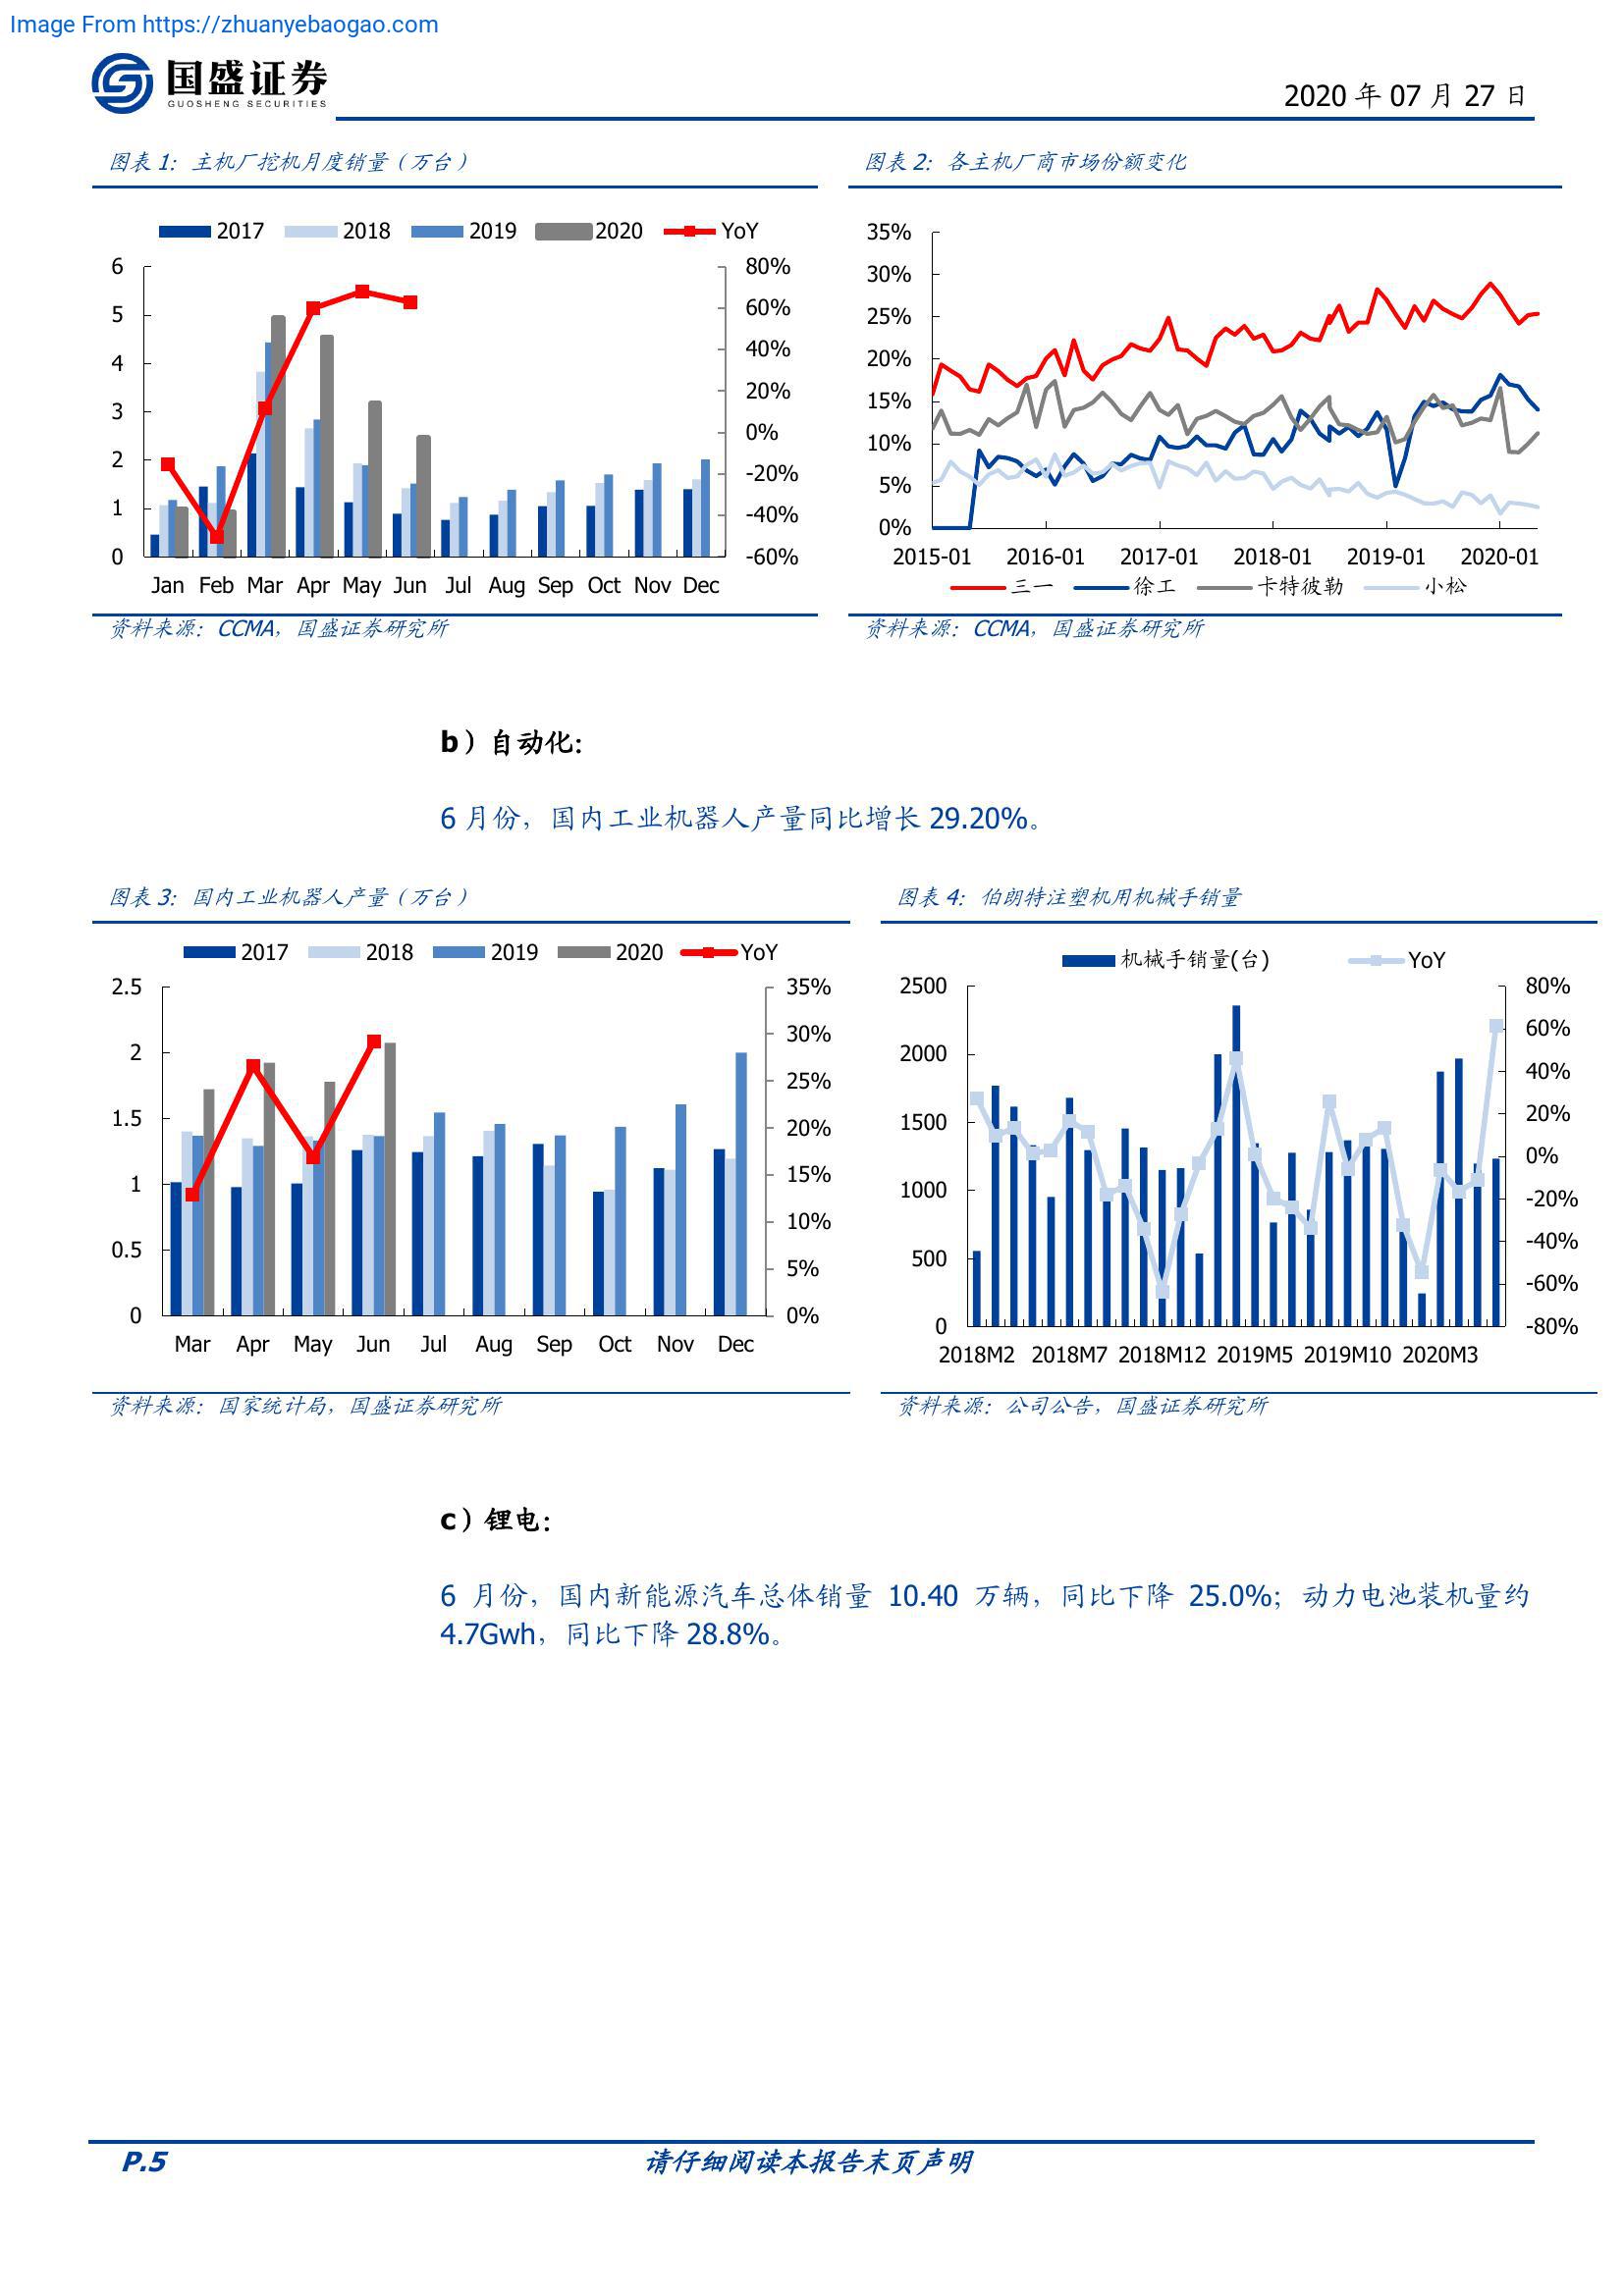 Image From https://zhuanyebaogao.com
国盛证券
GUOSHENG SECURITIES
2020 年 07 月 27 日
图表 1：主机厂挖机月度销量（万台）
2017 2018 2019 2020 YoY
6
5
4
3
2
1
0
80%
60%
40%
20%
0%
-20%
-40%
-60%
Jan Feb Mar Apr May Jun Jul Aug Sep Oct Nov Dec
资料来源：CCMA，国盛证券研究所
图表 2：各主机厂商市场份额变化
35%
30%
25%
20%
15%
10%
5%
0%
2015-01 2016-01 2017-01 2018-01 2019-01 2020-01
三一 徐工 卡特彼勒 小松
资料来源：CCMA，国盛证券研究所
b）自动化：
6 月份，国内工业机器人产量同比增长 29.20%。
图表 3：国内工业机器人产量（万台）
2017 2018 2019 2020 YoY
2.5
2
1.5
1
0.5
0
35%
30%
25%
20%
15%
10%
5%
0%
Mar Apr May Jun Jul Aug Sep Oct Nov Dec
资料来源：国家统计局，国盛证券研究所
图表 4：伯朗特注塑机用机械手销量
机械手销量(台) YoY
2500
2000
1500
1000
500
0
80%
60%
40%
20%
0%
-20%
-40%
-60%
-80%
2018M2 2018M7 2018M12 2019M5 2019M10 2020M3
资料来源：公司公告，国盛证券研究所
c）锂电：
6 月份，国内新能源汽车总体销量 10.40 万辆，同比下降 25.0%；动力电池装机量约
4.7Gwh，同比下降 28.8%。
P.5
请仔细阅读本报告末页声明